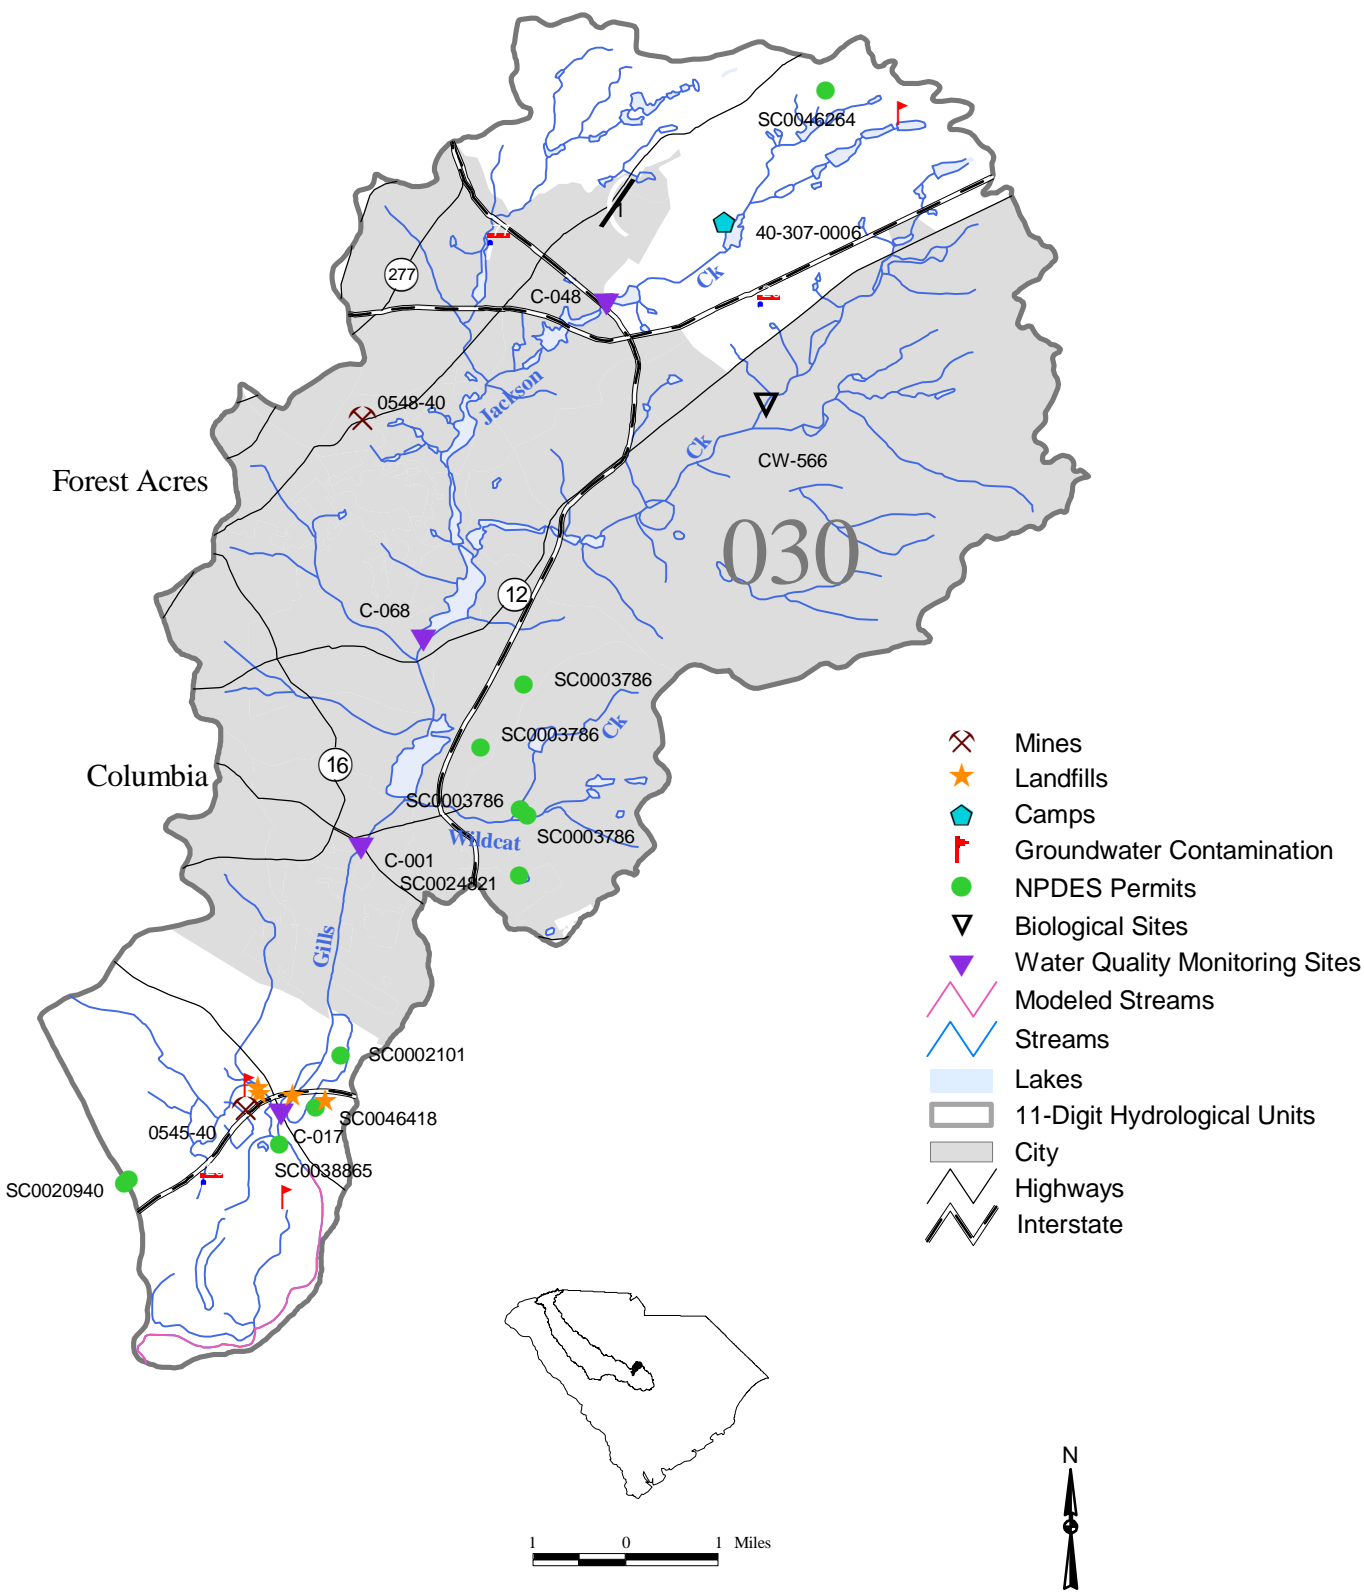 SC0046264
1
40-307-0006
277
Ck
C-048
Jackson
0548-40
Ck
CW-566
Forest Acres
030
12
C-068
SC0003786
Ck
SC0003786
Columbia
16
SC0003786
SC0003786
Wildcat
C-001
SC0024821
Gills
SC0002101
SC0046418
0545-40
C-017
SC0038865
SC0020940
Mines
Landfills
Camps
Groundwater Contamination
NPDES Permits
Biological Sites
Water Quality Monitoring Sites
Modeled Streams
Streams
Lakes
11-Digit Hydrological Units
City
Highways
Interstate
N
1 0 1 Miles